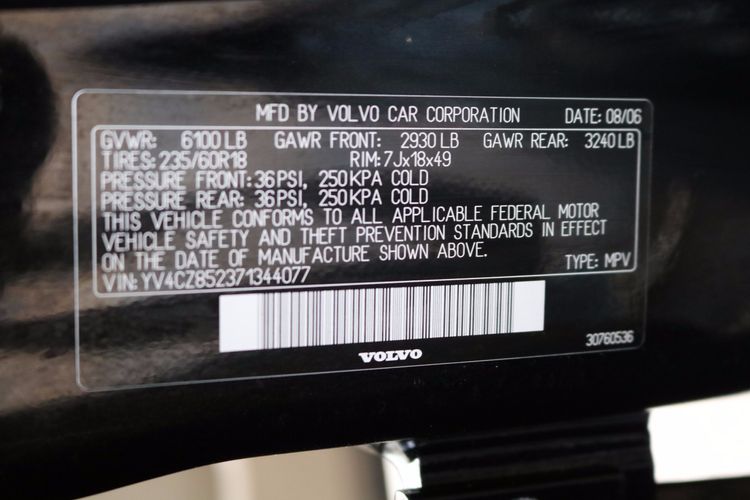 MFD BY VOLVO CAR CORPORATION DATE: 08/06
GVWR: 6100 LB GAWR FRONT: 2930 LB GAWR REAR: 3240 LB
TIRES: 235/60R18 RIM: 7Jx18x49
PRESSURE FRONT: 36 PSI, 250 KPA COLD
PRESSURE REAR: 36 PSI, 250 KPA COLD
THIS VEHICLE CONFORMS TO ALL APPLICABLE FEDERAL MOTOR
VEHICLE SAFETY AND THEFT PREVENTION STANDARDS IN EFFECT
ON THE DATE OF MANUFACTURE SHOWN ABOVE.
VIN: YV4CZ852371344077 TYPE: MPV
30760536
VOLVO